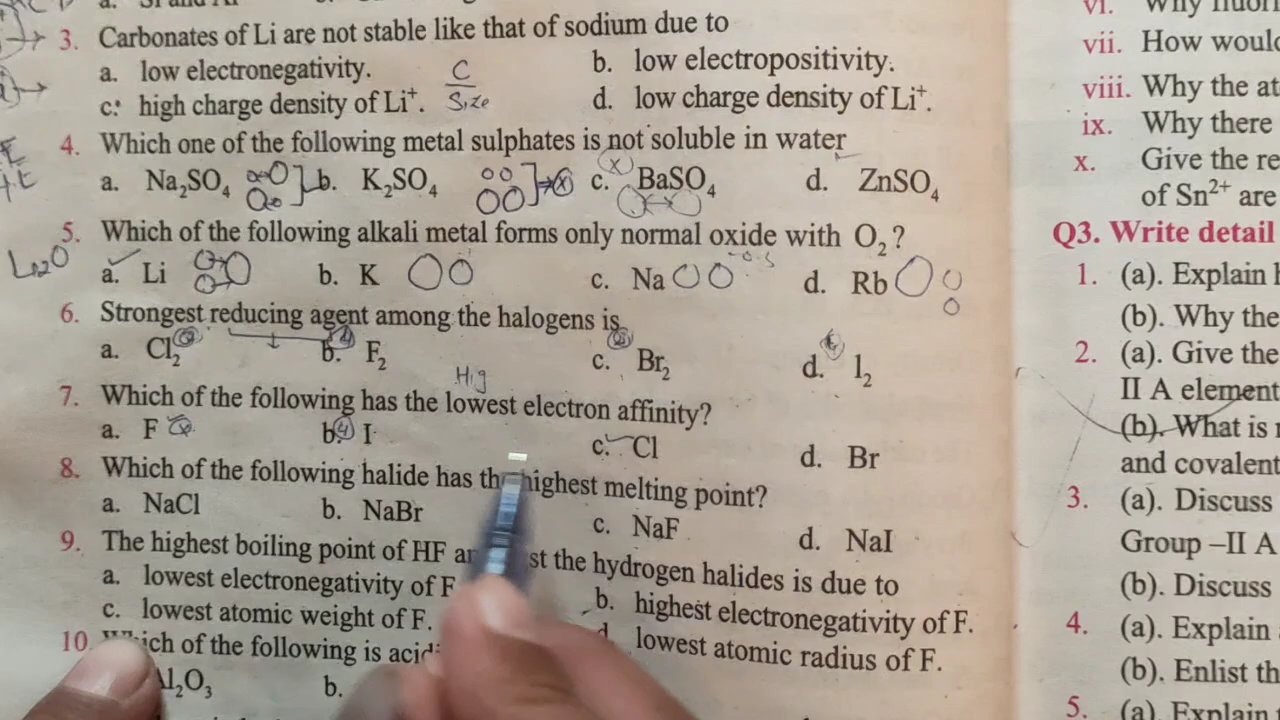 3. Carbonates of Li are not stable like that of sodium due to
a. low electronegativity. b. low electropositivity.
C
Size
c. high charge density of Li⁺. d. low charge density of Li⁺.
4. Which one of the following metal sulphates is not soluble in water
a. Na₂SO₄ b. K₂SO₄ c. BaSO₄ d. ZnSO₄
5. Which of the following alkali metal forms only normal oxide with O₂?
Li₂O
a. Li b. K c. Na d. Rb
6. Strongest reducing agent among the halogens is
a. Cl₂ b. F₂ c. Br₂ d. l₂
Hig
7. Which of the following has the lowest electron affinity?
a. F b. I c. Cl d. Br
8. Which of the following halide has the highest melting point?
a. NaCl b. NaBr c. NaF d. NaI
9. The highest boiling point of HF st the hydrogen halides is due to
a. lowest electronegativity of F b. highest electronegativity of F.
c. lowest atomic weight of F. d. lowest atomic radius of F.
10. Which of the following is
Al₂O₃ b.
vi. Why
vii. How
viii. Why the
ix. Why there
x. Give the
of Sn²⁺ are
Q3. Write detail
1. (a). Explain
(b). Why the
2. (a). Give the
II A element
(b). What is
and covalent
3. (a). Discuss
Group –II A
(b). Discuss
4. (a). Explain
(b). Enlist
5. (a). Explain